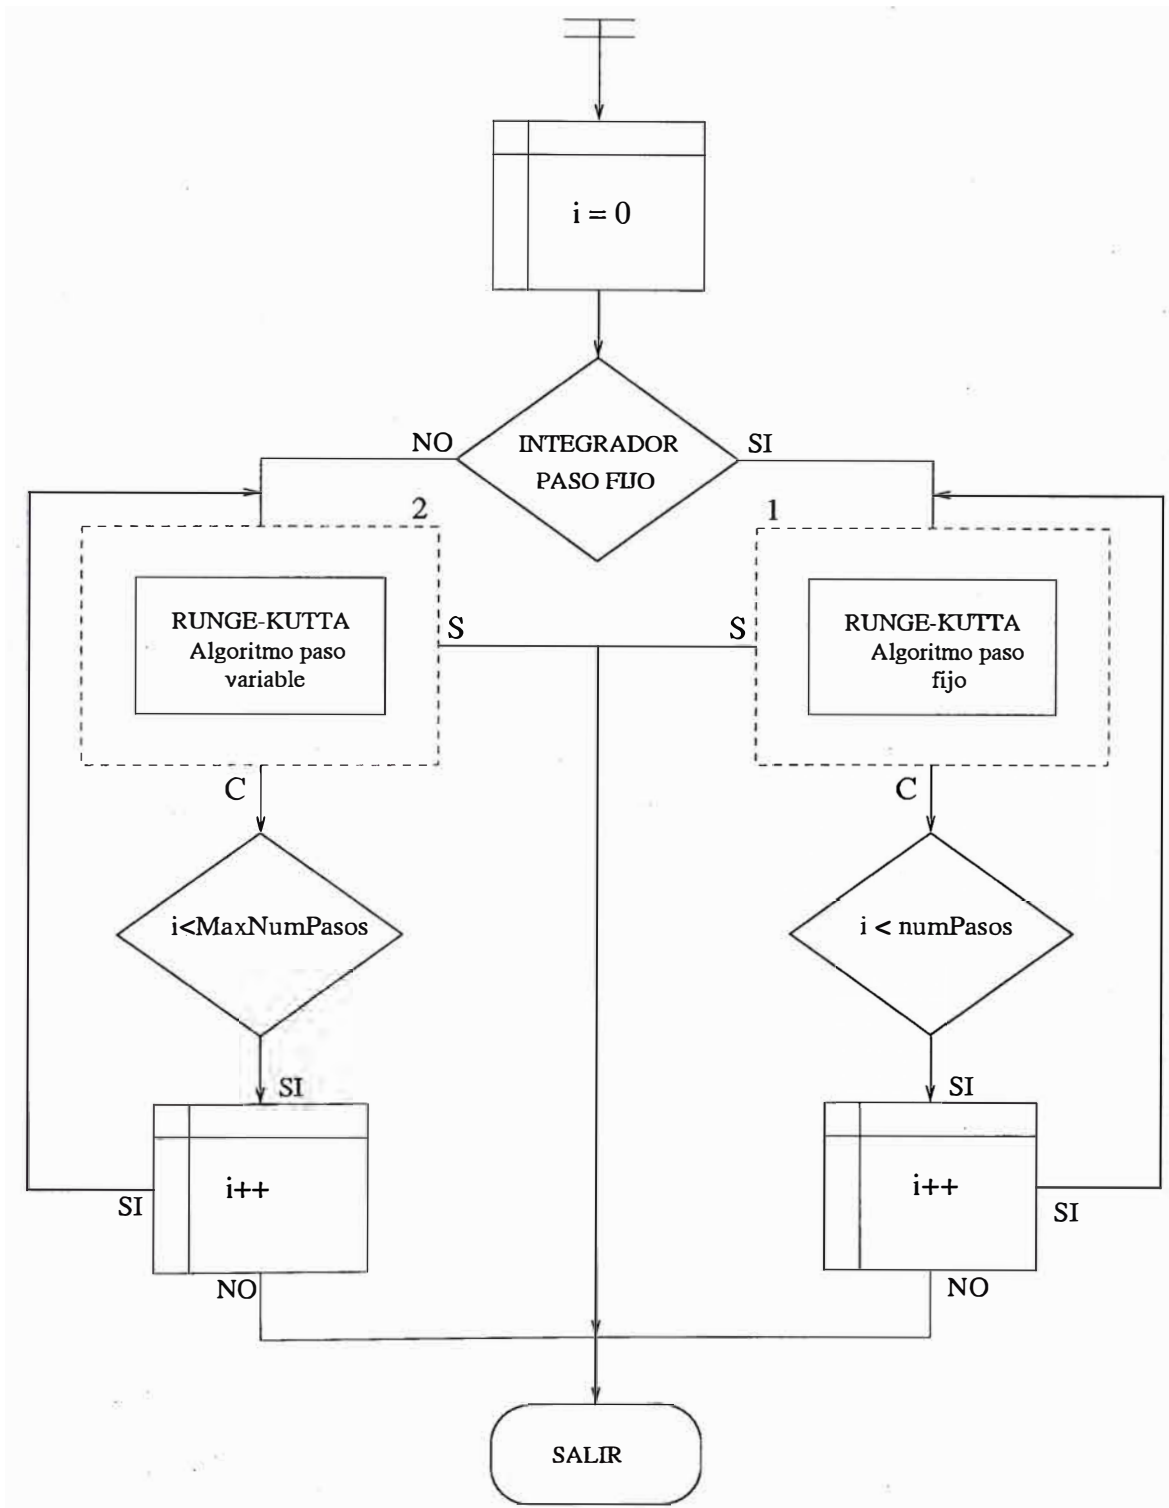 i = 0
NO
INTEGRADOR
PASO FIJO
SI
2
1
RUNGE-KUTTA
Algoritmo paso
variable
S
S
RUNGE-KUTTA
Algoritmo paso
fijo
C
C
i<MaxNumPasos
i < numPasos
SI
SI
i++
i++
SI
SI
NO
NO
SALIR